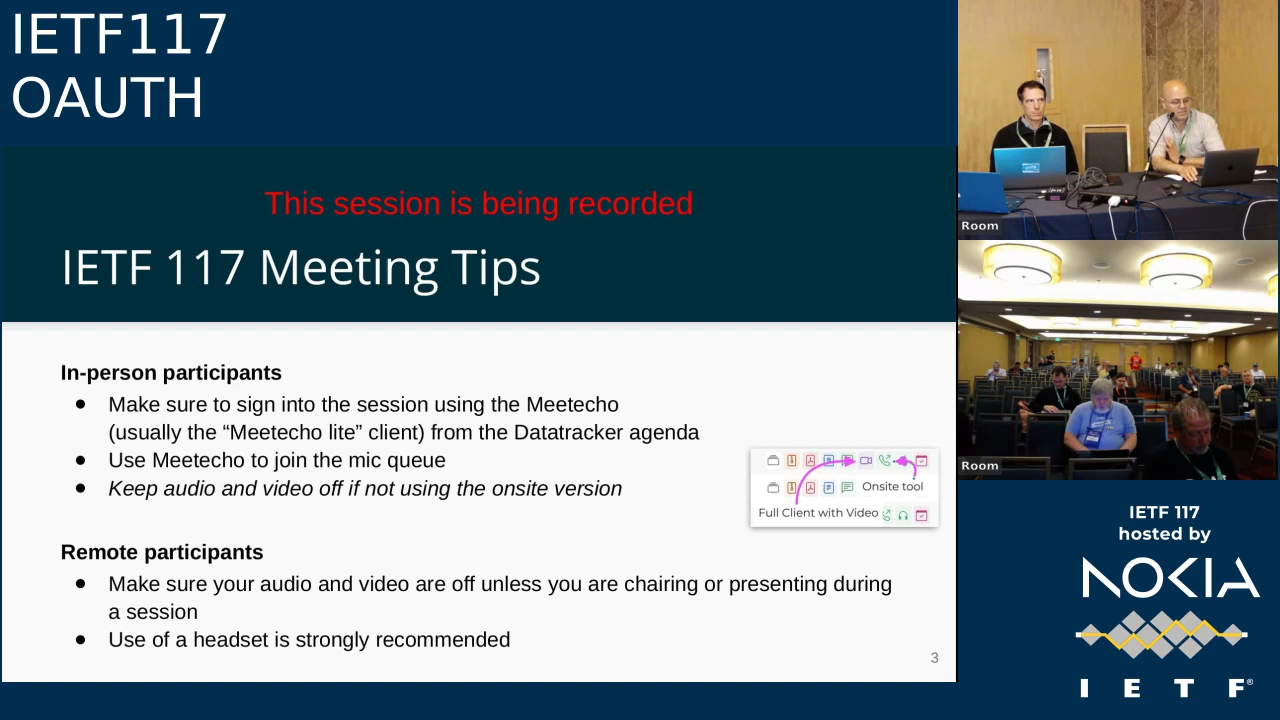 IETF117
OAUTH
This session is being recorded
IETF 117 Meeting Tips
In-person participants
● Make sure to sign into the session using the Meetecho
(usually the “Meetecho lite” client) from the Datatracker agenda
● Use Meetecho to join the mic queue
● Keep audio and video off if not using the onsite version
Onsite tool
Full Client with Video
Remote participants
● Make sure your audio and video are off unless you are chairing or presenting during
a session
● Use of a headset is strongly recommended
3
Room
Room
IETF 117
hosted by
NOKIA
I E T F®